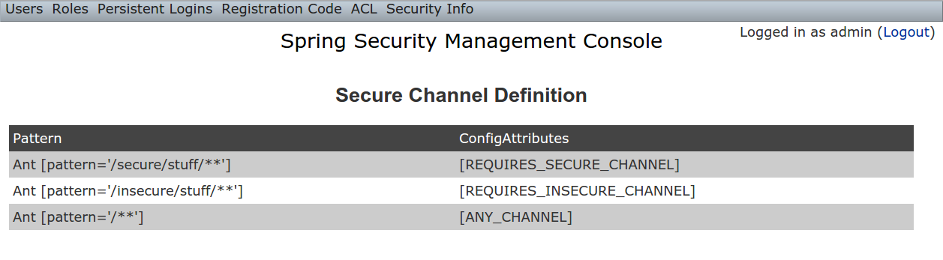 Users Roles Persistent Logins Registration Code ACL Security Info
Logged in as admin (Logout)
Spring Security Management Console
Secure Channel Definition
Pattern ConfigAttributes
Ant [pattern='/secure/stuff/**'] [REQUIRES_SECURE_CHANNEL]
Ant [pattern='/insecure/stuff/**'] [REQUIRES_INSECURE_CHANNEL]
Ant [pattern='/**'] [ANY_CHANNEL]